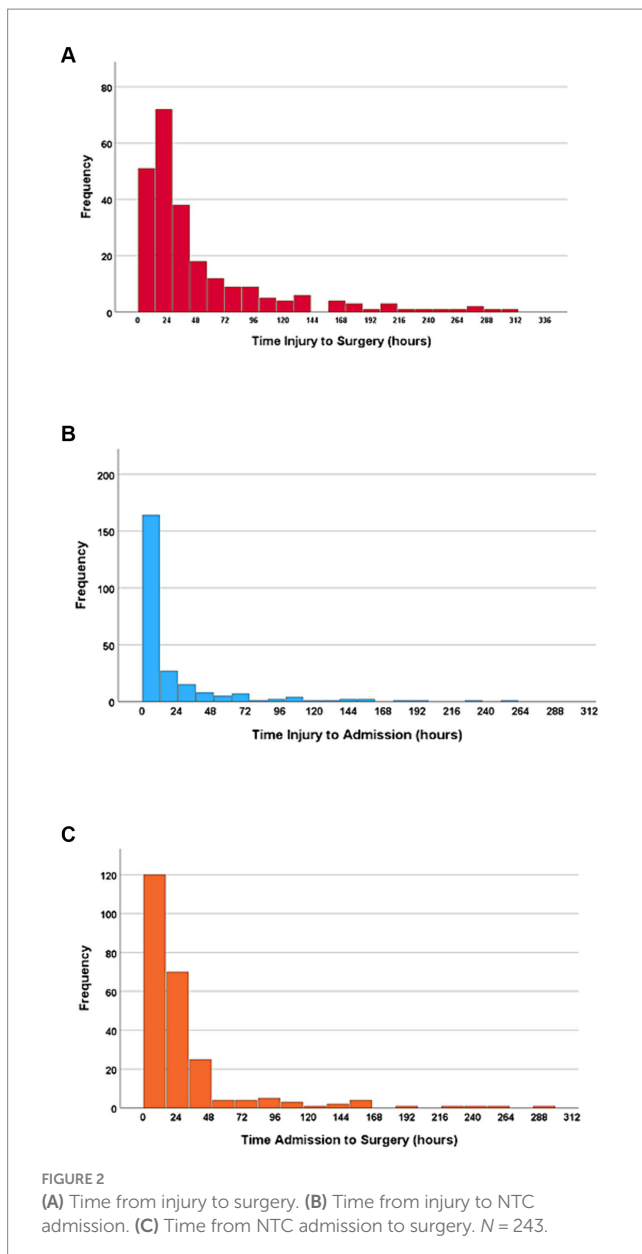 A
80
60
40
20
0
Frequency
0 24 48 72 96 120 144 168 192 216 240 264 288 312 336
Time Injury to Surgery (hours)
B
200
150
100
50
0
Frequency
0 24 48 72 96 120 144 168 192 216 240 264 288 312
Time Injury to Admission (hours)
C
120
100
80
60
40
20
0
Frequency
0 24 48 72 96 120 144 168 192 216 240 264 288 312
Time Admission to Surgery (hours)
FIGURE 2
(A) Time from injury to surgery. (B) Time from injury to NTC
admission. (C) Time from NTC admission to surgery. N = 243.